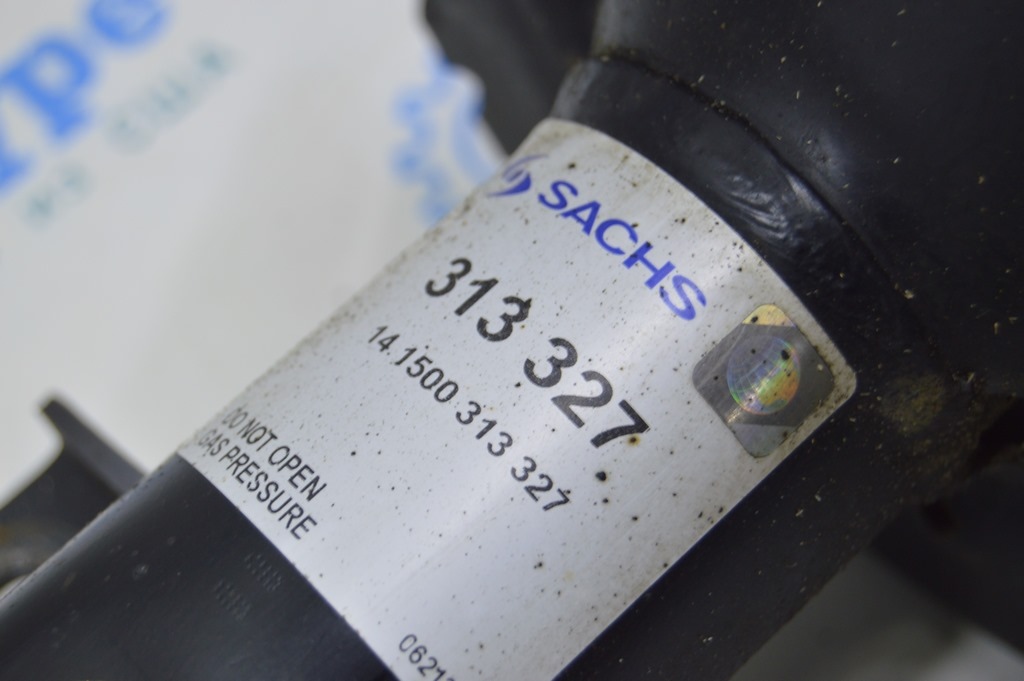 SACHS
313 327
14.1500 313 327
DO NOT OPEN
GAS PRESSURE